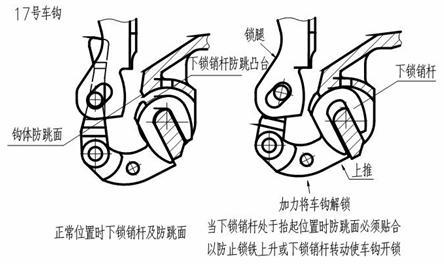 17号车钩
下锁销杆防跳凸台
钩体防跳面
正常位置时下锁销杆及防跳面
锁腿
下锁销杆
上推
加力将车钩解锁
当下锁销杆处于抬起位置时防跳面必须贴合
以防止锁铁上升或下锁销杆转动使车钩开锁